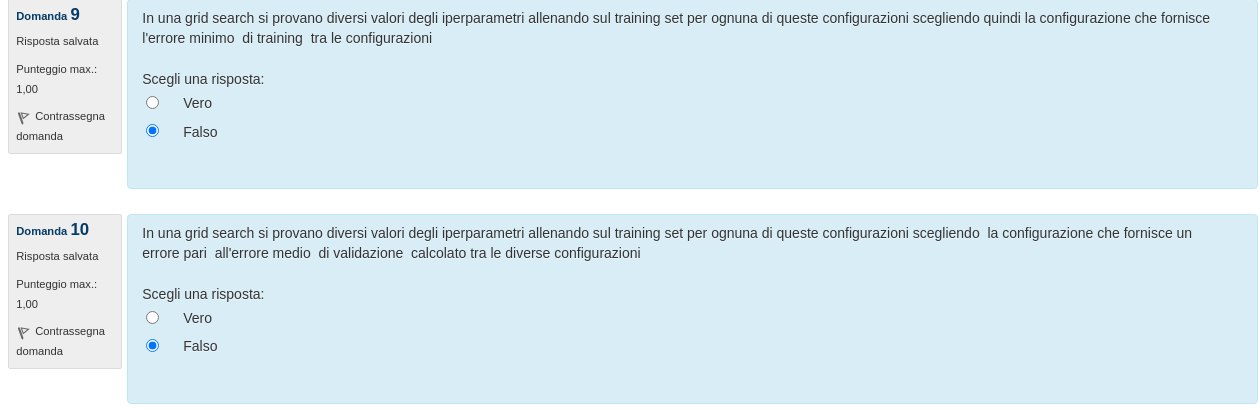 Domanda 9
Risposta salvata
Punteggio max.:
1,00
Contrassegna
domanda
In una grid search si provano diversi valori degli iperparametri allenando sul training set per ognuna di queste configurazioni scegliendo quindi la configurazione che fornisce
l'errore minimo  di training  tra le configurazioni
Scegli una risposta:
Vero
Falso
Domanda 10
Risposta salvata
Punteggio max.:
1,00
Contrassegna
domanda
In una grid search si provano diversi valori degli iperparametri allenando sul training set per ognuna di queste configurazioni scegliendo  la configurazione che fornisce un
errore pari  all'errore medio  di validazione  calcolato tra le diverse configurazioni
Scegli una risposta:
Vero
Falso